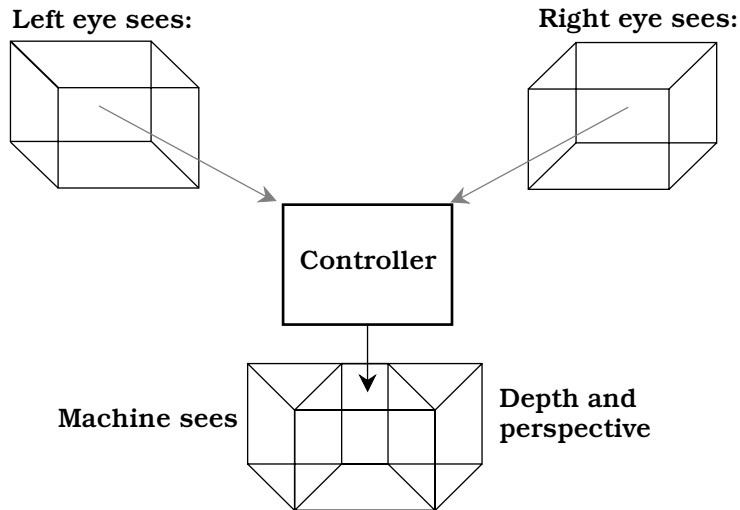 Left eye sees:
Right eye sees:
Controller
Machine sees
Depth and
perspective